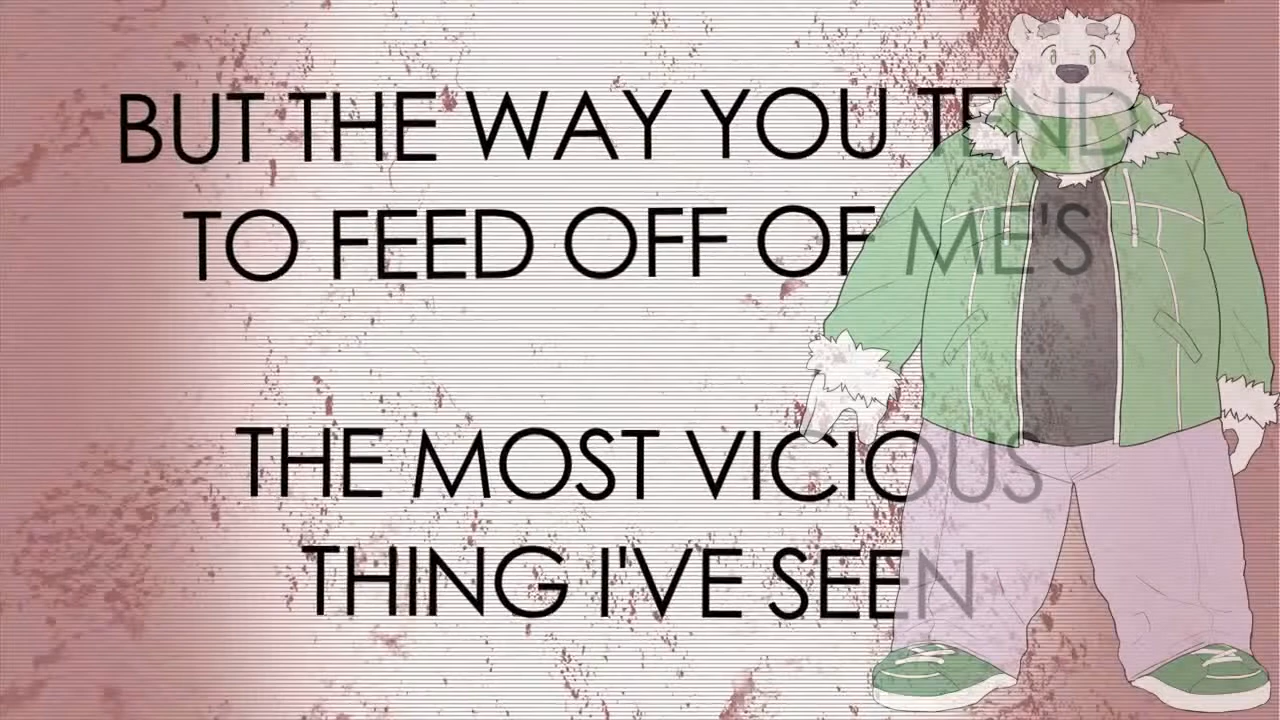 BUT THE WAY YOU TEND
TO FEED OFF OF ME'S
THE MOST VICIOUS
THING I'VE SEEN